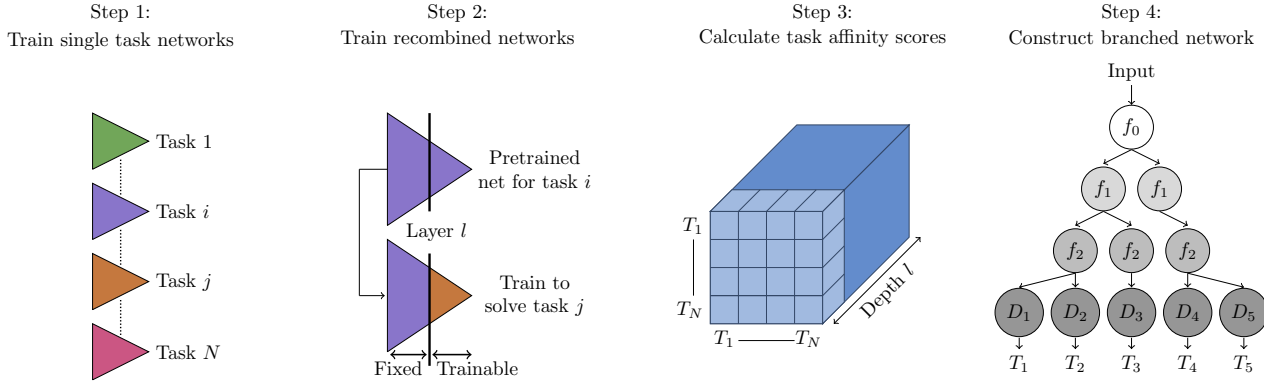 Step 1:
Train single task networks
Task 1
Task i
Task j
Task N
Step 2:
Train recombined networks
Pretrained
net for task i
Layer l
Train to
solve task j
Fixed
Trainable
Step 3:
Calculate task affinity scores
T1
TN
T1
TN
Depth l
Step 4:
Construct branched network
Input
f0
f1 f1
f2 f2 f2
D1 D2 D3 D4 D5
T1 T2 T3 T4 T5